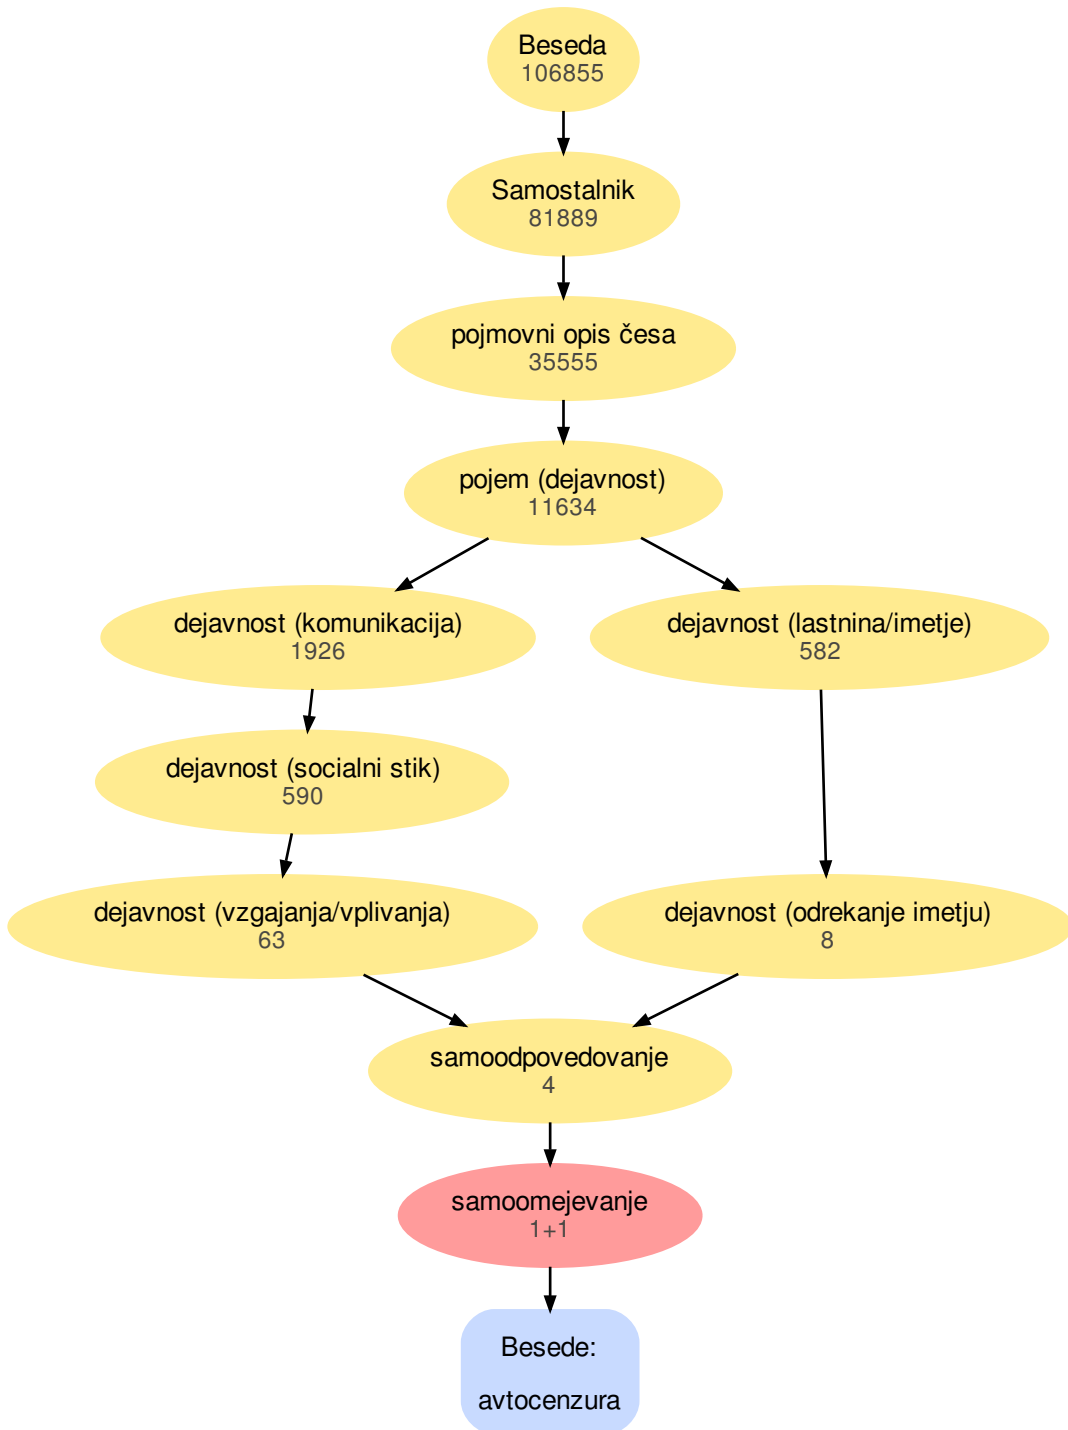 Beseda
106855
Samostalnik
81889
pojmovni opis česa
35555
pojem (dejavnost)
11634
dejavnost (komunikacija)
1926
dejavnost (lastnina/imetje)
582
dejavnost (socialni stik)
590
dejavnost (vzgajanja/vplivanja)
63
dejavnost (odrekanje imetju)
8
samoodpovedovanje
4
samoomejevanje
1+1
Besede:
avtocenzura